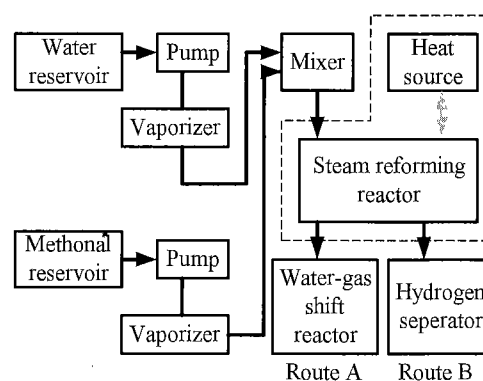 Water
reservoir
Pump
Vaporizer
Mixer
Heat
source
Steam reforming
reactor
Methonal
reservoir
Pump
Vaporizer
Water-gas
shift
reactor
Hydrogen
seperator
Route A
Route B